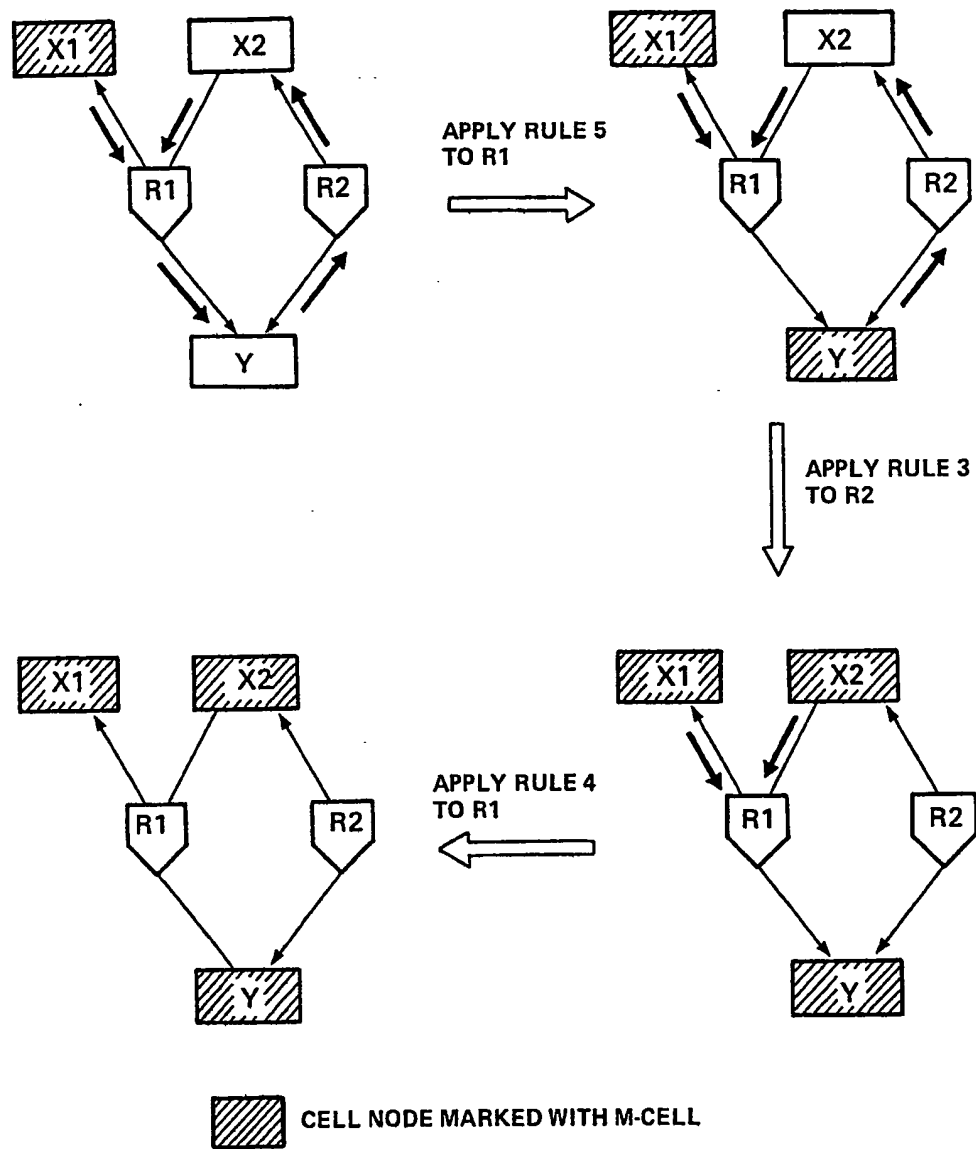 X1
X2
R1
R2
Y
APPLY RULE 5
TO R1
X1
X2
R1
R2
Y
APPLY RULE 3
TO R2
X1
X2
R1
R2
Y
APPLY RULE 4
TO R1
X1
X2
R1
R2
Y
CELL NODE MARKED WITH M-CELL